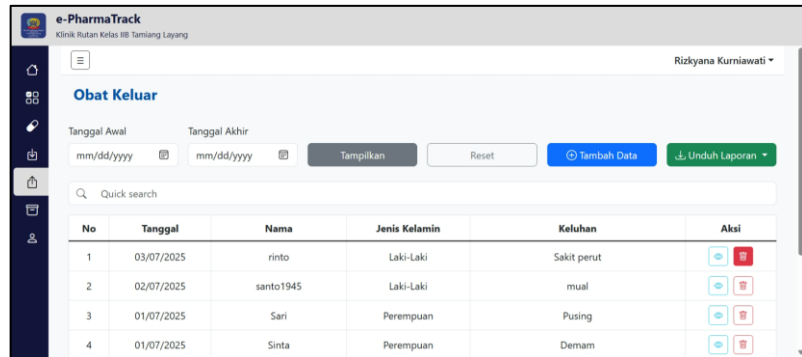 e-PharmaTrack
Klinik Rutan Kelas IIB Tamiang Layang
Rizkyana Kurniawati
Obat Keluar
Tanggal Awal Tanggal Akhir
mm/dd/yyyy mm/dd/yyyy Tampilkan Reset Tambah Data Unduh Laporan
Quick search
No Tanggal Nama Jenis Kelamin Keluhan Aksi
1 03/07/2025 rinto Laki-Laki Sakit perut
2 02/07/2025 santo1945 Laki-Laki mual
3 01/07/2025 Sari Perempuan Pusing
4 01/07/2025 Sinta Perempuan Demam